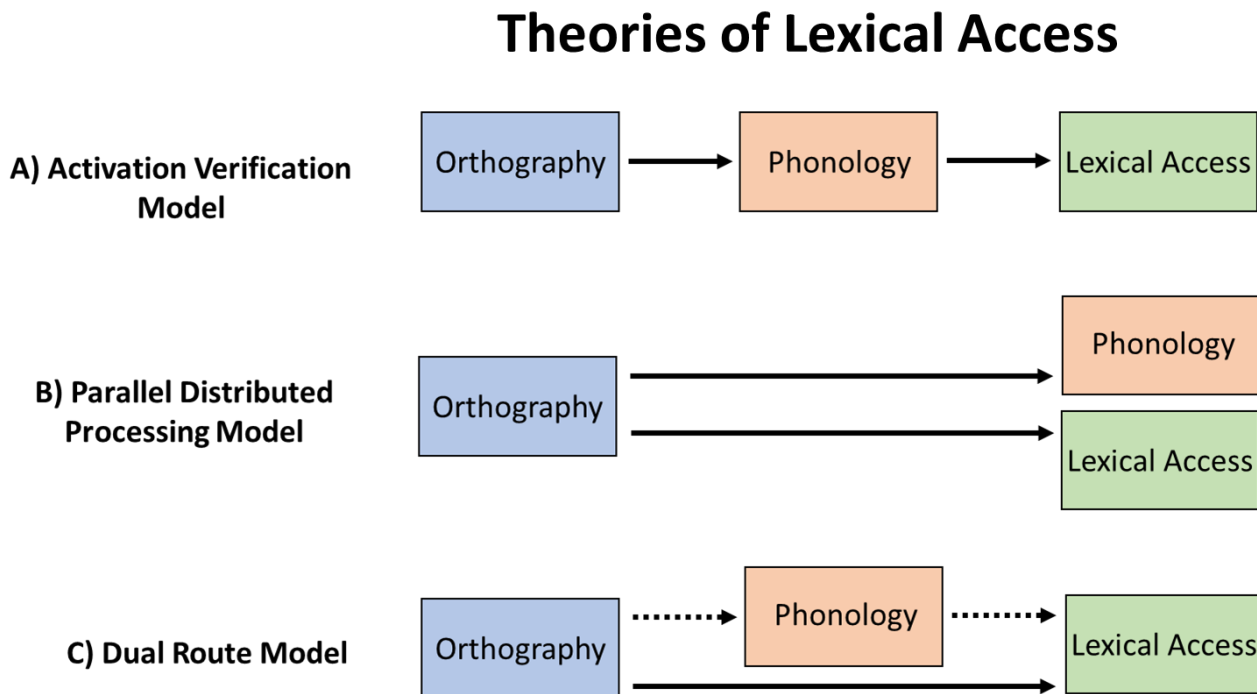 Theories of Lexical Access
A) Activation Verification
Model
Orthography
Phonology
Lexical Access
B) Parallel Distributed
Processing Model
Orthography
Phonology
Lexical Access
C) Dual Route Model
Orthography
Phonology
Lexical Access